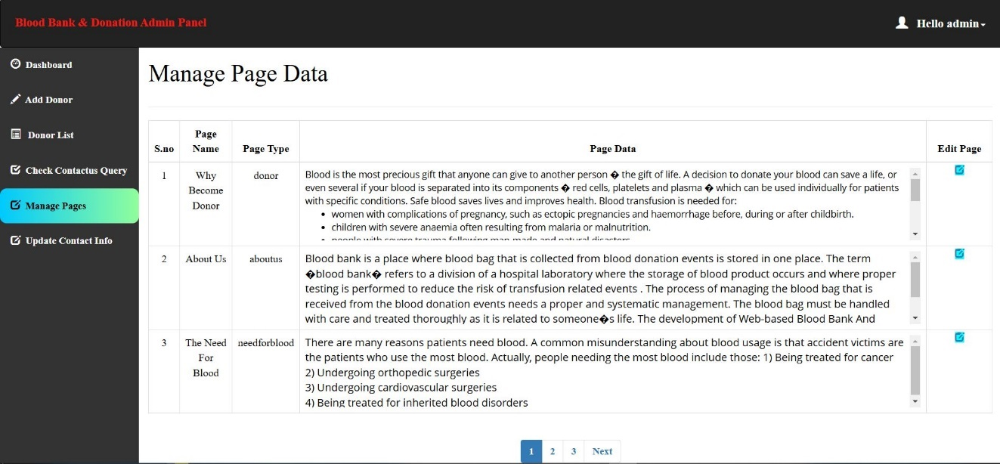 Blood Bank & Donation Admin Panel
Hello admin
Dashboard
Add Donor
Donor List
Check Contactus Query
Manage Pages
Update Contact Info
Manage Page Data
S.no
Page
Name
Page Type
Page Data
Edit Page
1
Why
Become
Donor
donor
Blood is the most precious gift that anyone can give to another person � the gift of life. A decision to donate your blood can save a life, or
even several if your blood is separated into its components � red cells, platelets and plasma � which can be used individually for patients
with specific conditions. Safe blood saves lives and improves health. Blood transfusion is needed for:
• women with complications of pregnancy, such as ectopic pregnancies and haemorrhage before, during or after childbirth.
• children with severe anaemia often resulting from malaria or malnutrition.
• people with severe trauma following man-made and natural disasters.
2
About Us
aboutus
Blood bank is a place where blood bag that is collected from blood donation events is stored in one place. The term
�blood bank� refers to a division of a hospital laboratory where the storage of blood product occurs and where proper
testing is performed to reduce the risk of transfusion related events . The process of managing the blood bag that is
received from the blood donation events needs a proper and systematic management. The blood bag must be handled
with care and treated thoroughly as it is related to someone�s life. The development of Web-based Blood Bank And
3
The Need
For
Blood
needforblood
There are many reasons patients need blood. A common misunderstanding about blood usage is that accident victims are
the patients who use the most blood. Actually, people needing the most blood include those: 1) Being treated for cancer
2) Undergoing orthopedic surgeries
3) Undergoing cardiovascular surgeries
4) Being treated for inherited blood disorders
1 2 3 Next